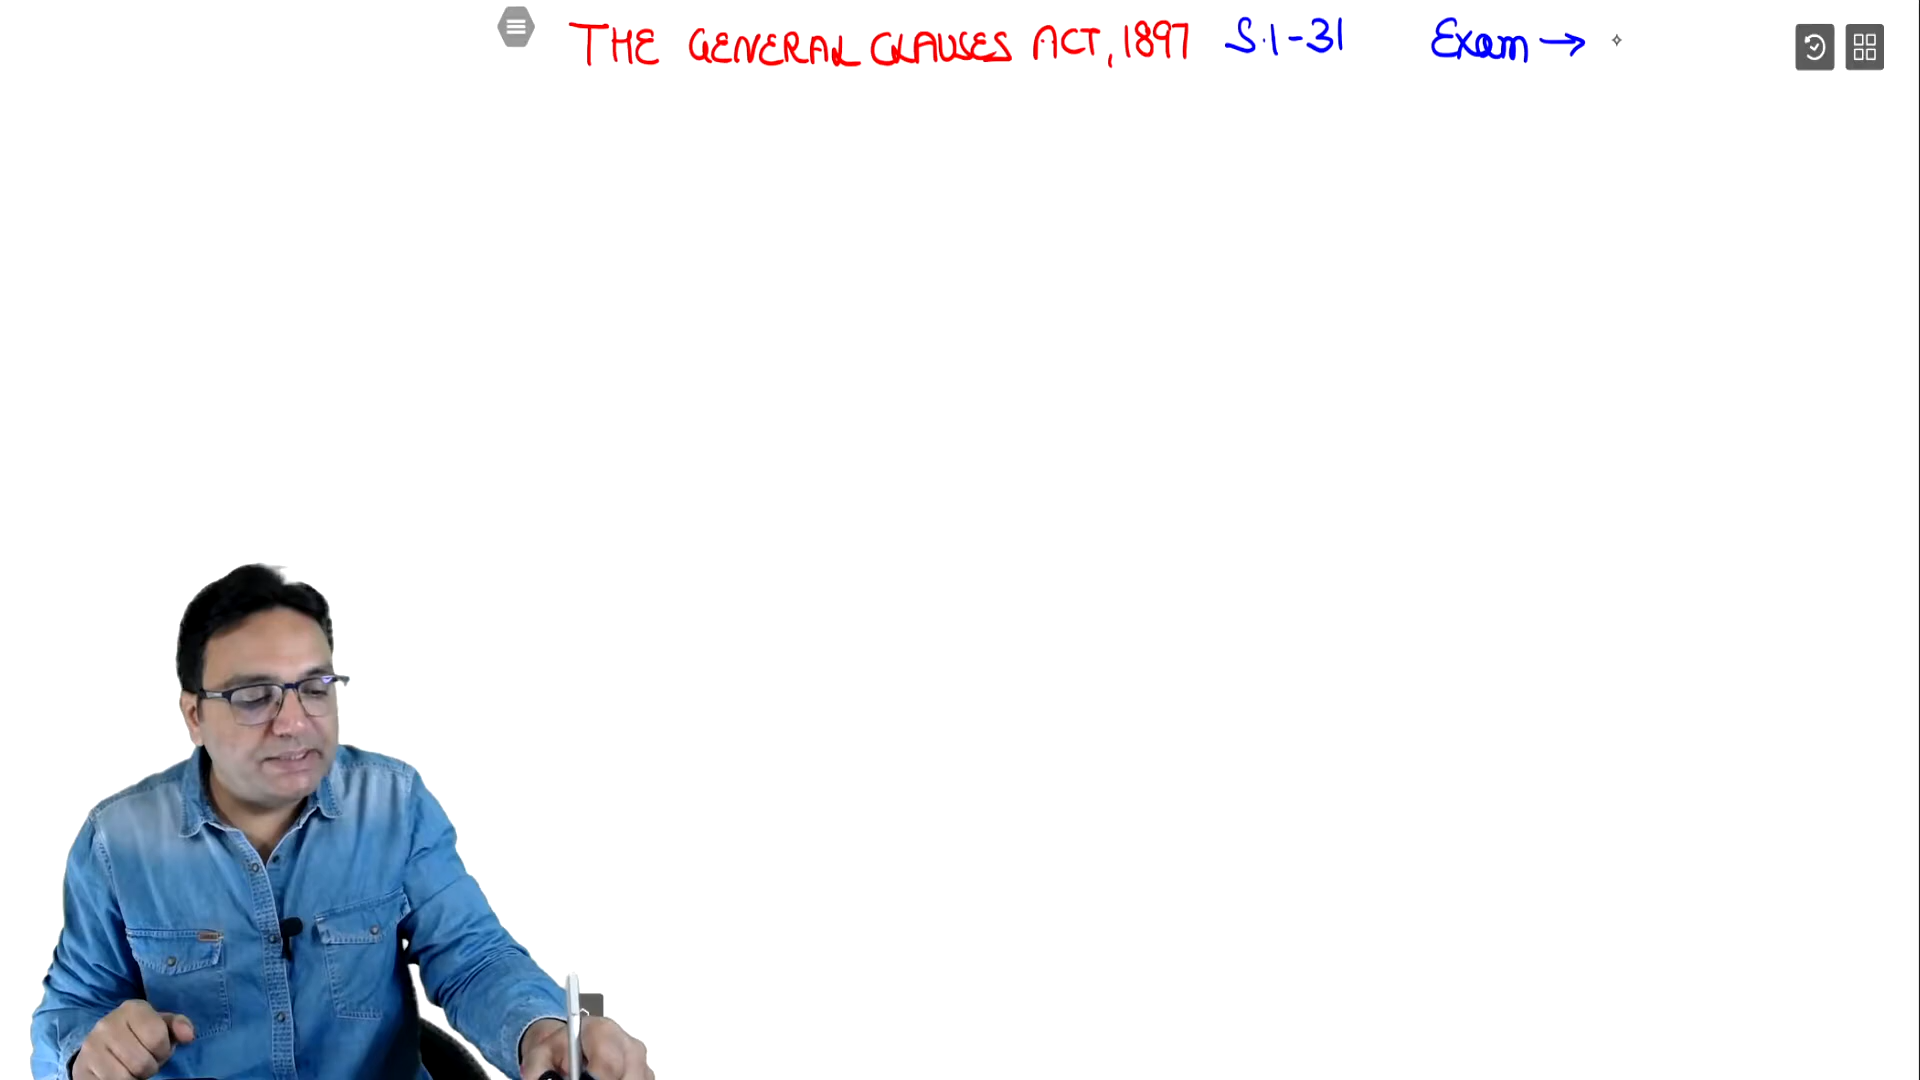 THE GENERAL CLAUSES ACT, 1897 S.1-31 Exam →